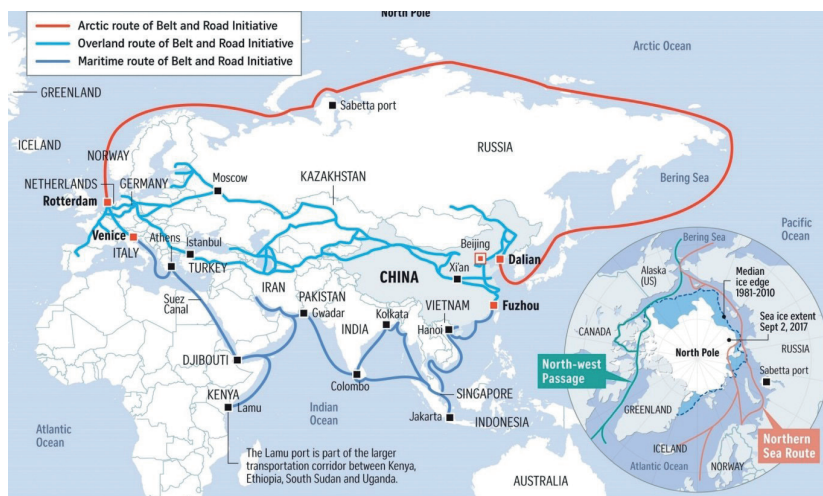 North Pole
Arctic route of Belt and Road Initiative
Overland route of Belt and Road Initiative
Maritime route of Belt and Road Initiative
Arctic Ocean
GREENLAND
Sabetta port
ICELAND
NORWAY
RUSSIA
NETHERLANDS
GERMANY
Moscow
KAZAKHSTAN
Bering Sea
Rotterdam
Pacific
Ocean
Venice
Athens
Istanbul
Beijing
Dalian
ITALY
TURKEY
Xi'an
CHINA
IRAN
Suez
Canal
PAKISTAN
Gwadar
Kolkata
VIETNAM
Fuzhou
INDIA
Hanoi
DJIBOUTI
KENYA
Lamu
Colombo
SINGAPORE
Indian
Ocean
Jakarta
INDONESIA
Atlantic
Ocean
The Lamu port is part of the larger
transportation corridor between Kenya,
Ethiopia, South Sudan and Uganda.
AUSTRALIA
Bering Sea
Alaska
(US)
Median
ice edge
1981-2010
Sea ice extent
Sept 2, 2017
CANADA
North Pole
RUSSIA
North-west
Passage
Sabetta port
GREENLAND
ICELAND
Northern
Sea Route
Atlantic Ocean
NORWAY